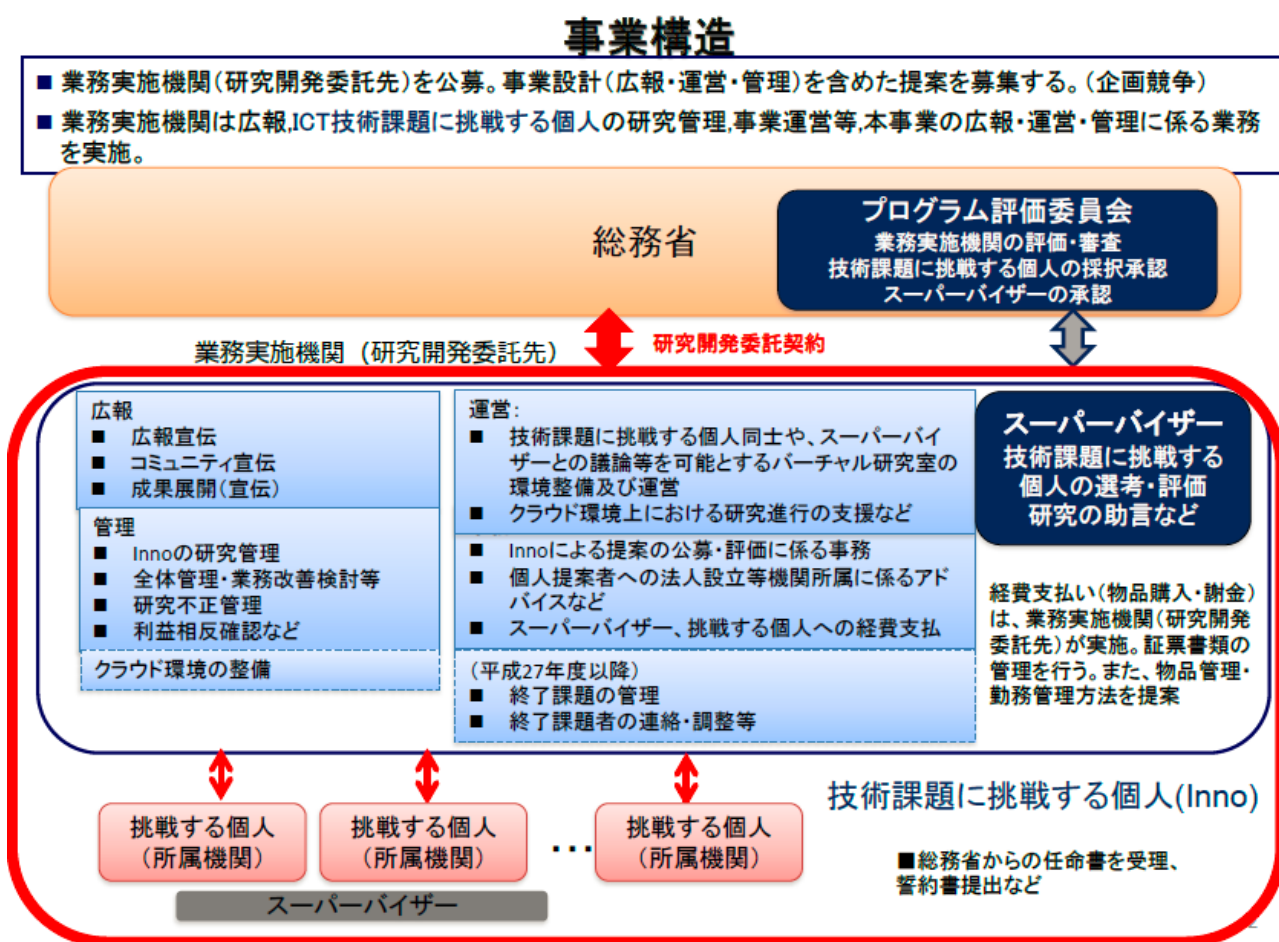 事業構造
■ 業務実施機関(研究開発委託先)を公募。事業設計(広報・運営・管理)を含めた提案を募集する。(企画競争)
■ 業務実施機関は広報,ICT技術課題に挑戦する個人の研究管理,事業運営等,本事業の広報・運営・管理に係る業務
を実施。
総務省
プログラム評価委員会
業務実施機関の評価・審査
技術課題に挑戦する個人の採択承認
スーパーバイザーの承認
業務実施機関（研究開発委託先）
研究開発委託契約
広報
■ 広報宣伝
■ コミュニティ宣伝
■ 成果展開(宣伝)
管理
■ Innoの研究管理
■ 全体管理・業務改善検討等
■ 研究不正管理
■ 利益相反確認など
クラウド環境の整備
運営:
■ 技術課題に挑戦する個人同士や、スーパーバイ
ザーとの議論等を可能とするバーチャル研究室の
環境整備及び運営
■ クラウド環境上における研究進行の支援など
■ Innoによる提案の公募・評価に係る事務
■ 個人提案者への法人設立等機関所属に係るアド
バイスなど
■ スーパーバイザー、挑戦する個人への経費支払
(平成27年度以降)
■ 終了課題の管理
■ 終了課題者の連絡・調整等
スーパーバイザー
技術課題に挑戦する
個人の選考・評価
研究の助言など
経費支払い(物品購入・謝金)
は、業務実施機関(研究開発
委託先)が実施。証票書類の
管理を行う。また、物品管理・
勤務管理方法を提案
技術課題に挑戦する個人(Inno)
挑戦する個人
(所属機関)
挑戦する個人
(所属機関)
…
挑戦する個人
(所属機関)
■総務省からの任命書を受理、
誓約書提出など
スーパーバイザー